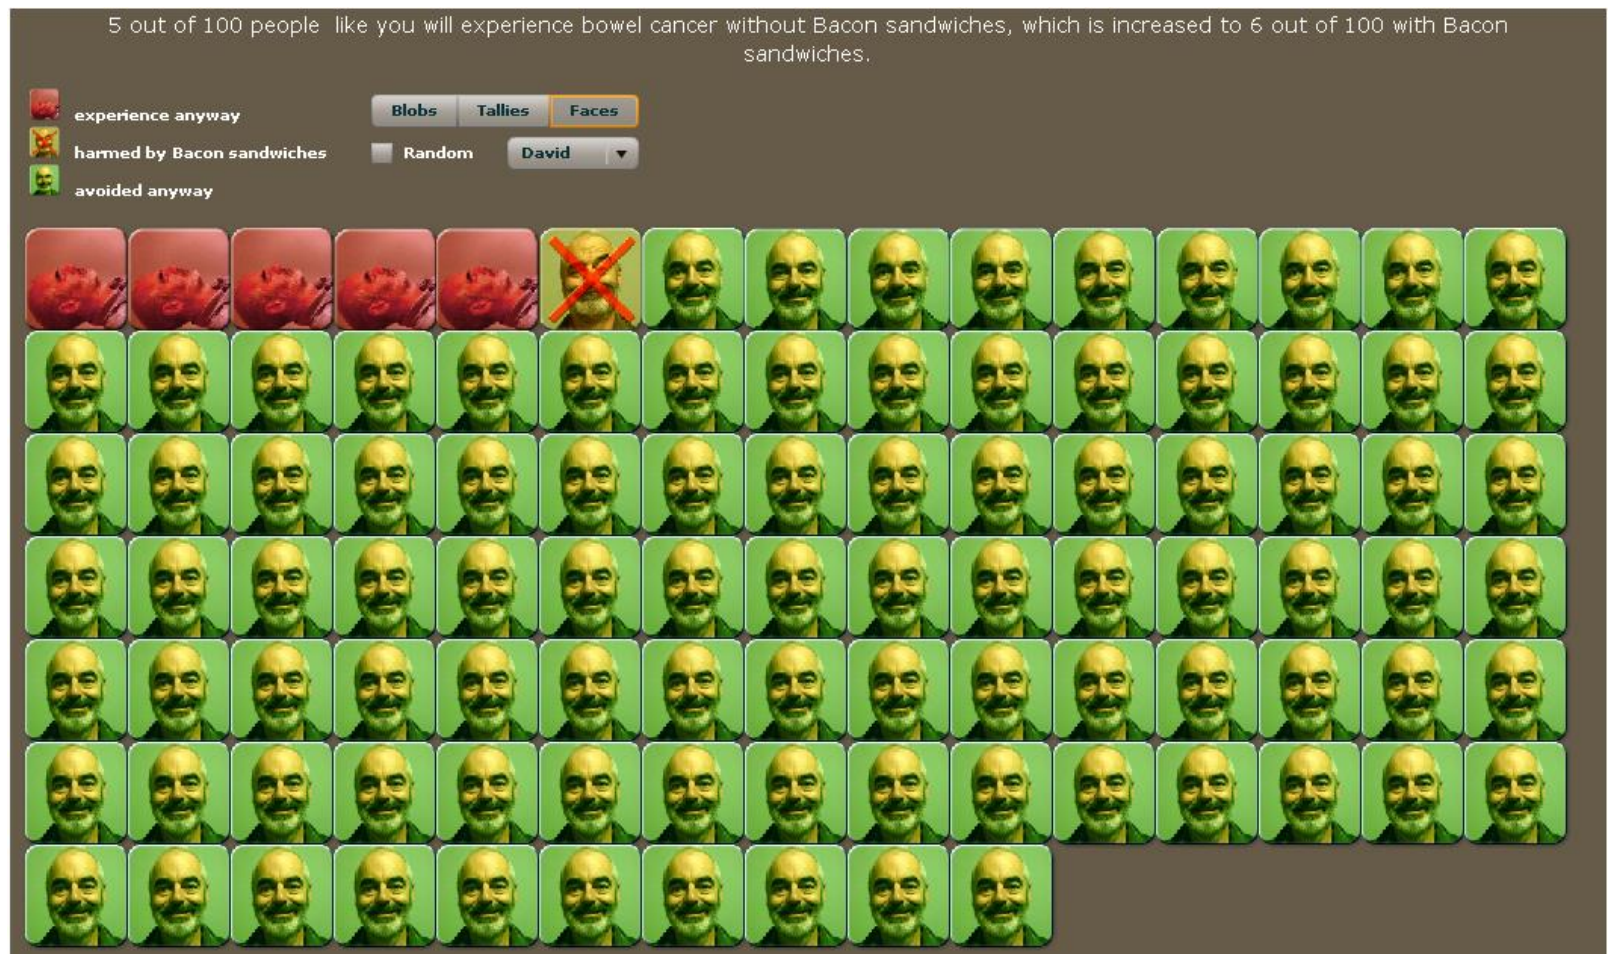 5 out of 100 people  like you will experience bowel cancer without Bacon sandwiches, which is increased to 6 out of 100 with Bacon
sandwiches.
experience anyway
Blobs Tallies Faces
harmed by Bacon sandwiches
Random David
avoided anyway